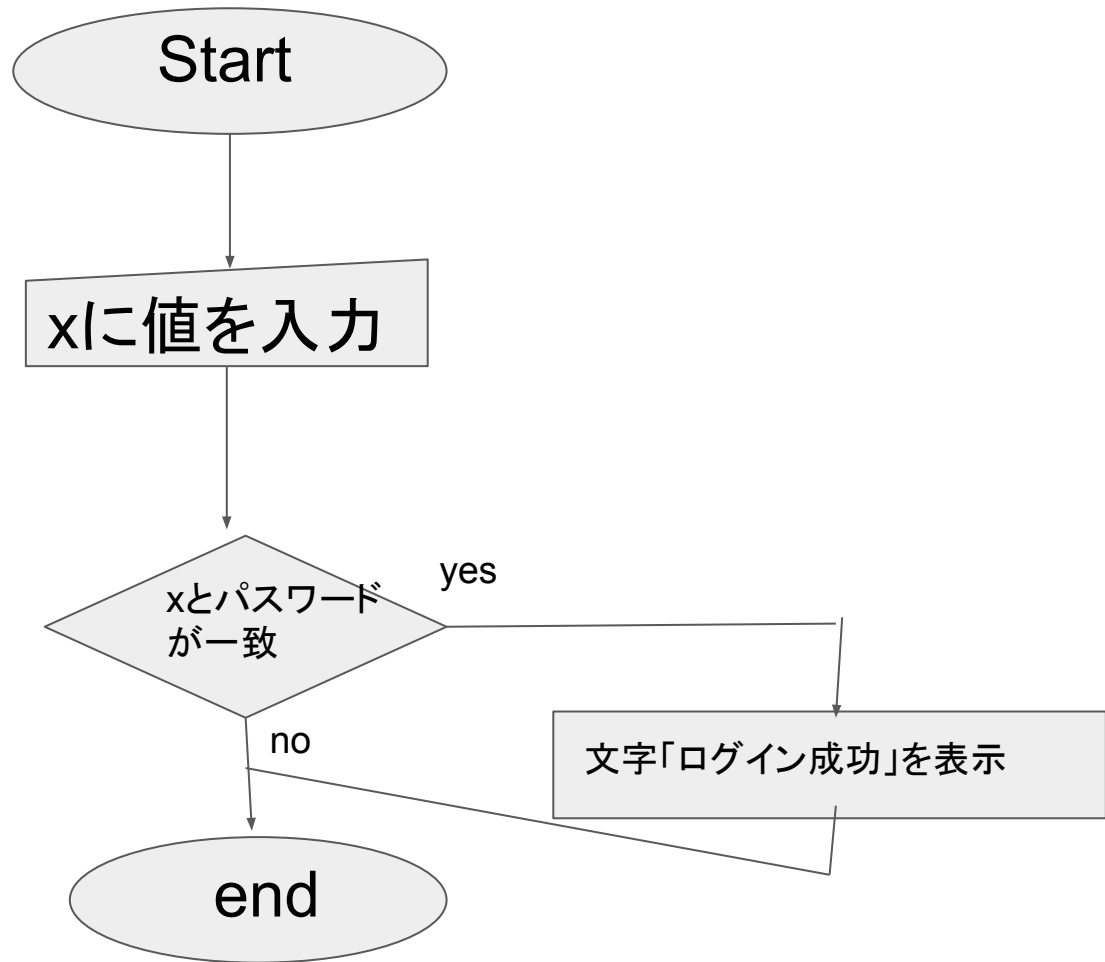 Start
xに値を入力
xとパスワード
が一致
yes
no
文字「ログイン成功」を表示
end